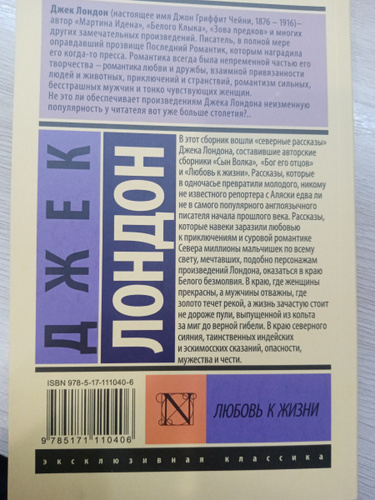 Джек Лондон (настоящее имя Джон Гриффит Чейни, 1876 – 1916)–
автор «Мартина Идена», «Белого Клыка», «Зова предков» и многих
других замечательных произведений. Писатель, в полной мере
оправдавший прозвище Последний Романтик, которым наградила
его когда-то пресса. Романтика всегда была непременной частью его
творчества – романтика любви и дружбы, взаимной привязанности
людей и животных, приключений и странствий, романтизм сильных,
бесстрашных мужчин и тонко чувствующих женщин.
Не это ли обеспечивает произведениям Джека Лондона неизменную
популярность у читателя вот уже больше столетия?..
ДЖЕК
ЛОНДОН
В этот сборник вошли «северные рассказы»
Джека Лондона, составившие авторские
сборники «Сын Волка», «Бог его отцов»
и «Любовь к жизни». Рассказы, которые
в одночасье превратили молодого, никому
не известного репортера с Аляски едва ли
не в самого популярного англоязычного
писателя начала прошлого века. Рассказы,
которые навеки заразили любовью
к приключениям и суровой романтике
Севера миллионы мальчишек по всему
свету, мечтавших, подобно персонажам
произведений Лондона, оказаться в краю
Белого безмолвия. В краю, где женщины
прекрасны, а мужчины отважны, где
золото течет рекой, а жизнь зачастую стоит
не дороже пули, выпущенной из кольта
за миг до верной гибели. В краю северного
сияния, таинственных индейских
и эскимосских сказаний, опасности,
мужества и чести.
ISBN 978-5-17-111040-6
9 785171 110406
N
ЛЮБОВЬ К ЖИЗНИ
эксклюзивная классика